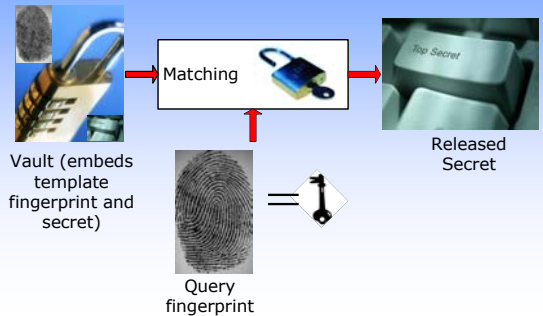 Matching
Top Secret
Vault (embeds
template
fingerprint and
secret)
Released
Secret
Query
fingerprint